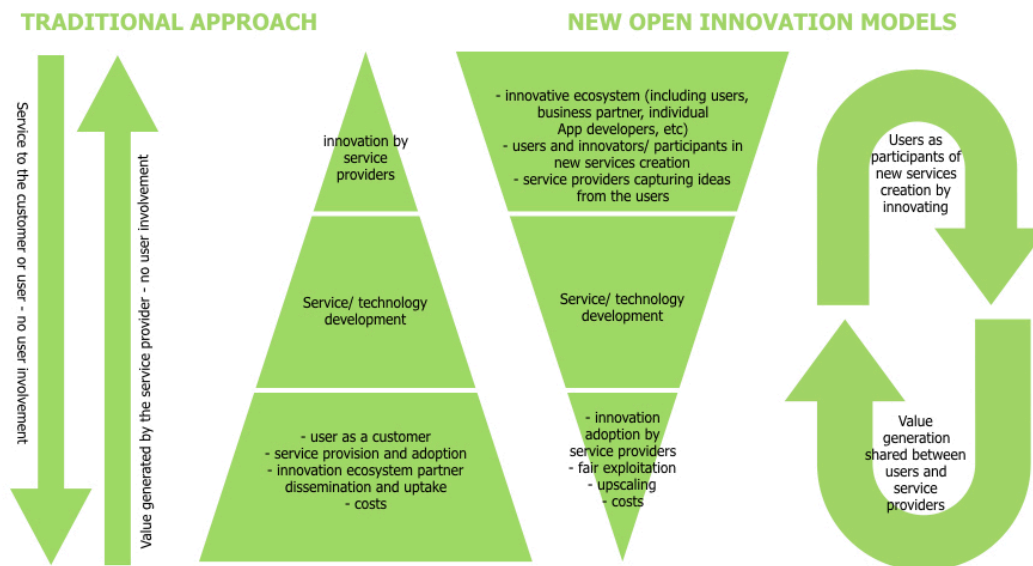 TRADITIONAL APPROACH
NEW OPEN INNOVATION MODELS
Service to the customer or user - no user involvement
Value generated by the service provider - no user involvement
innovation by
service
providers
Service/ technology
development
- user as a customer
- service provision and adoption
- innovation ecosystem partner
dissemination and uptake
- costs
- innovative ecosystem (including users,
business partner, individual
App developers, etc)
- users and innovators/ participants in
new services creation
- service providers capturing ideas
from the users
Service/ technology
development
- innovation
adoption by
service providers
- fair exploitation
- upscaling
- costs
Users as
participants of
new services
creation by
innovating
Value
generation
shared between
users and
service
providers